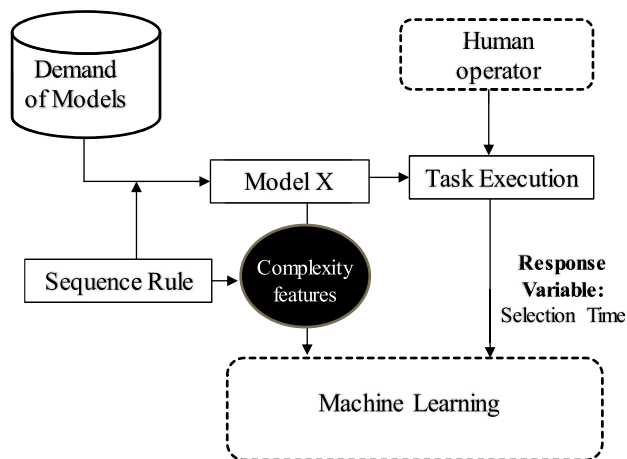 Demand
of Models
Human
operator
Model X
Task Execution
Sequence Rule
Complexity
features
Response
Variable:
Selection Time
Machine Learning